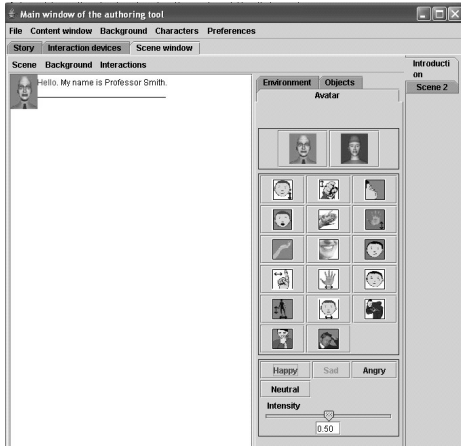 Main window of the authoring tool
File Content window Background Characters Preferences
Story Interaction devices Scene window
Scene Background Interactions
Hello. My name is Professor Smith.
Environment Objects
Avatar
Happy Sad Angry
Neutral
Intensity
0.50
Introducti
on
Scene 2